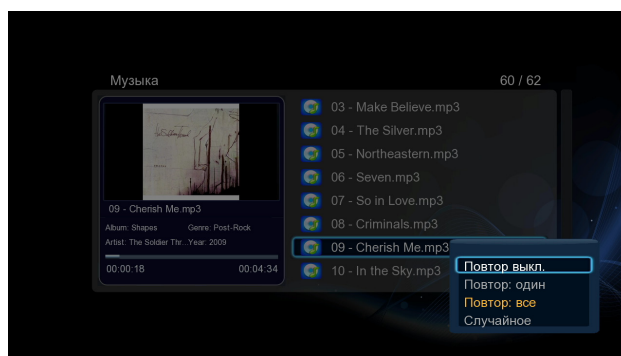 Музыка
60 / 62
09 - Cherish Me.mp3
Album: Shapes Genre: Post-Rock
Artist: The Soldier Thr...Year: 2009
00:00:18 00:04:34
03 - Make Believe.mp3
04 - The Silver.mp3
05 - Northeastern.mp3
06 - Seven.mp3
07 - So in Love.mp3
08 - Criminals.mp3
09 - Cherish Me.mp3
10 - In the Sky.mp3
Повтор выкл.
Повтор: один
Повтор: все
Случайное